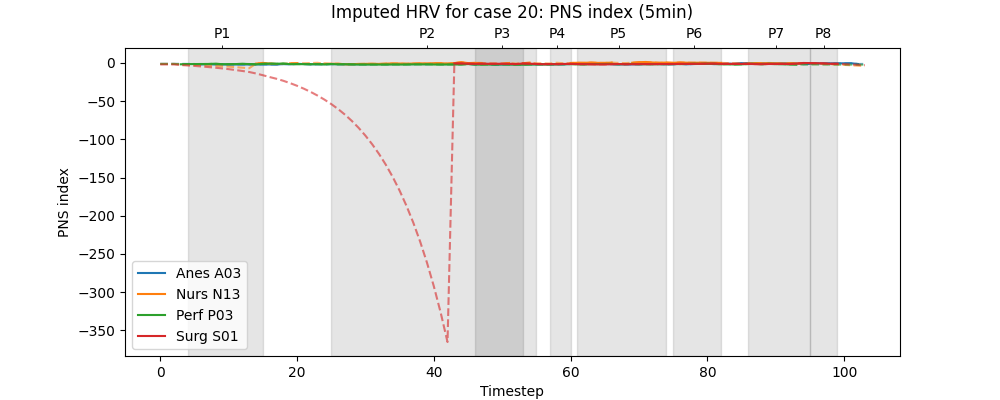 Imputed HRV for case 20: PNS index (5min)
P1 P2 P3 P4 P5 P6 P7 P8
0
−50
−100
−150
−200
−250
−300
−350
PNS index
Anes A03
Nurs N13
Perf P03
Surg S01
0 20 40 60 80 100
Timestep